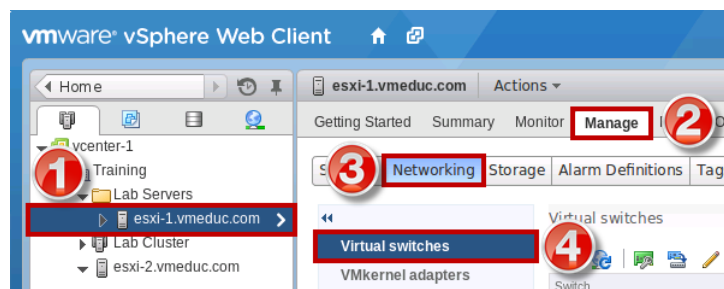 vmware® vSphere Web Client
Home
esxi-1.vmeduc.com Actions
Getting Started Summary Monitor Manage 2
vcenter-1
1 Training
3 Networking Storage Alarm Definitions Tag
Lab Servers
esxi-1.vmeduc.com
Virtual switches
Lab Cluster
Virtual switches 4
esxi-2.vmeduc.com
VMkernel adapters
Switch